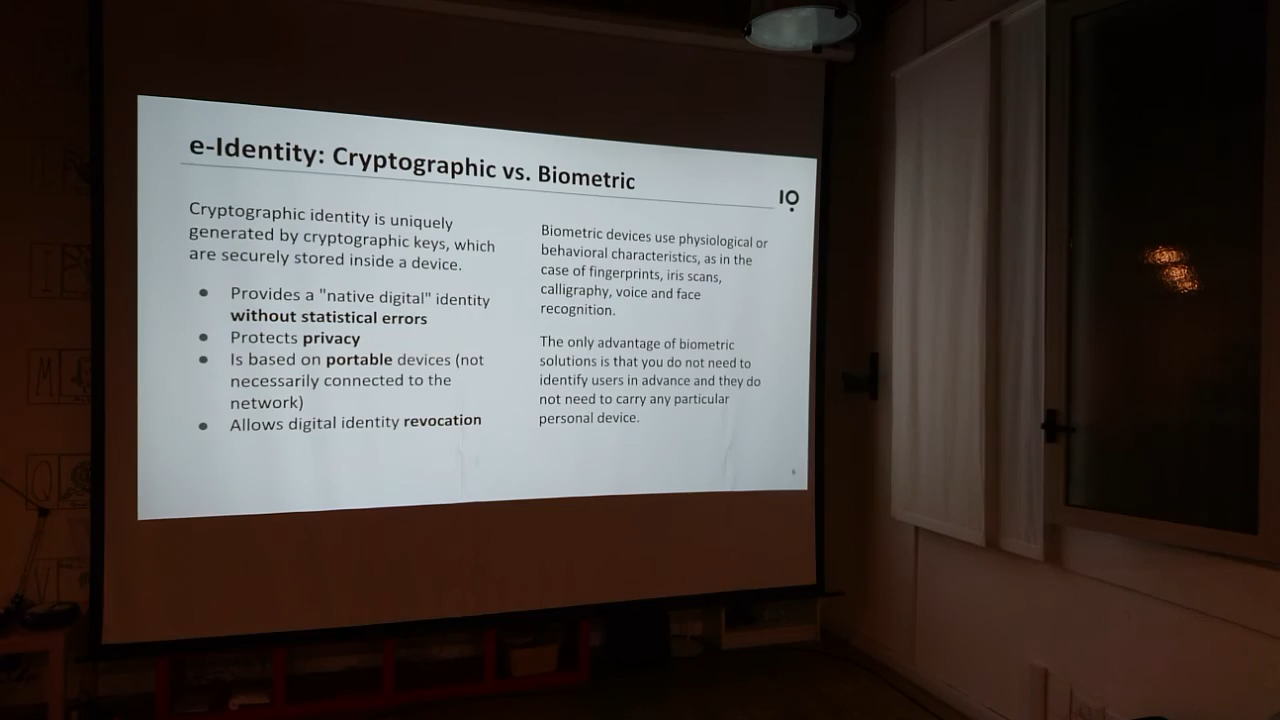 e-Identity: Cryptographic vs. Biometric
IO
Cryptographic identity is uniquely
generated by cryptographic keys, which
are securely stored inside a device.
● Provides a "native digital" identity
without statistical errors
● Protects privacy
● Is based on portable devices (not
necessarily connected to the
network)
● Allows digital identity revocation
Biometric devices use physiological or
behavioral characteristics, as in the
case of fingerprints, iris scans,
calligraphy, voice and face
recognition.
The only advantage of biometric
solutions is that you do not need to
identify users in advance and they do
not need to carry any particular
personal device.
6
I
M
Q
V